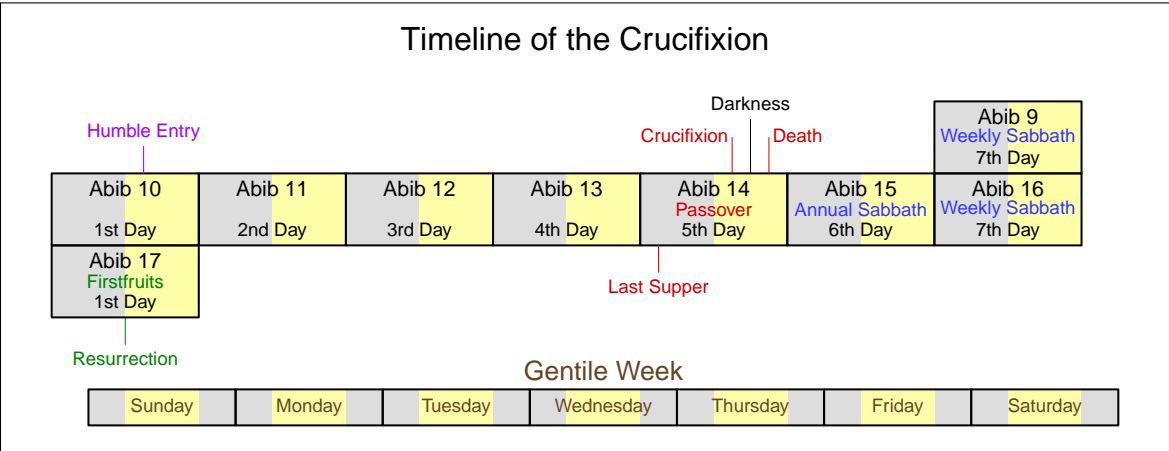 Timeline of the Crucifixion
Darkness
Humble Entry
Crucifixion
Death
Abib 9
Weekly Sabbath
7th Day
Abib 10
1st Day
Abib 11
2nd Day
Abib 12
3rd Day
Abib 13
4th Day
Abib 14
Passover
5th Day
Abib 15
Annual Sabbath
6th Day
Abib 16
Weekly Sabbath
7th Day
Abib 17
Firstfruits
1st Day
Last Supper
Resurrection
Gentile Week
Sunday
Monday
Tuesday
Wednesday
Thursday
Friday
Saturday